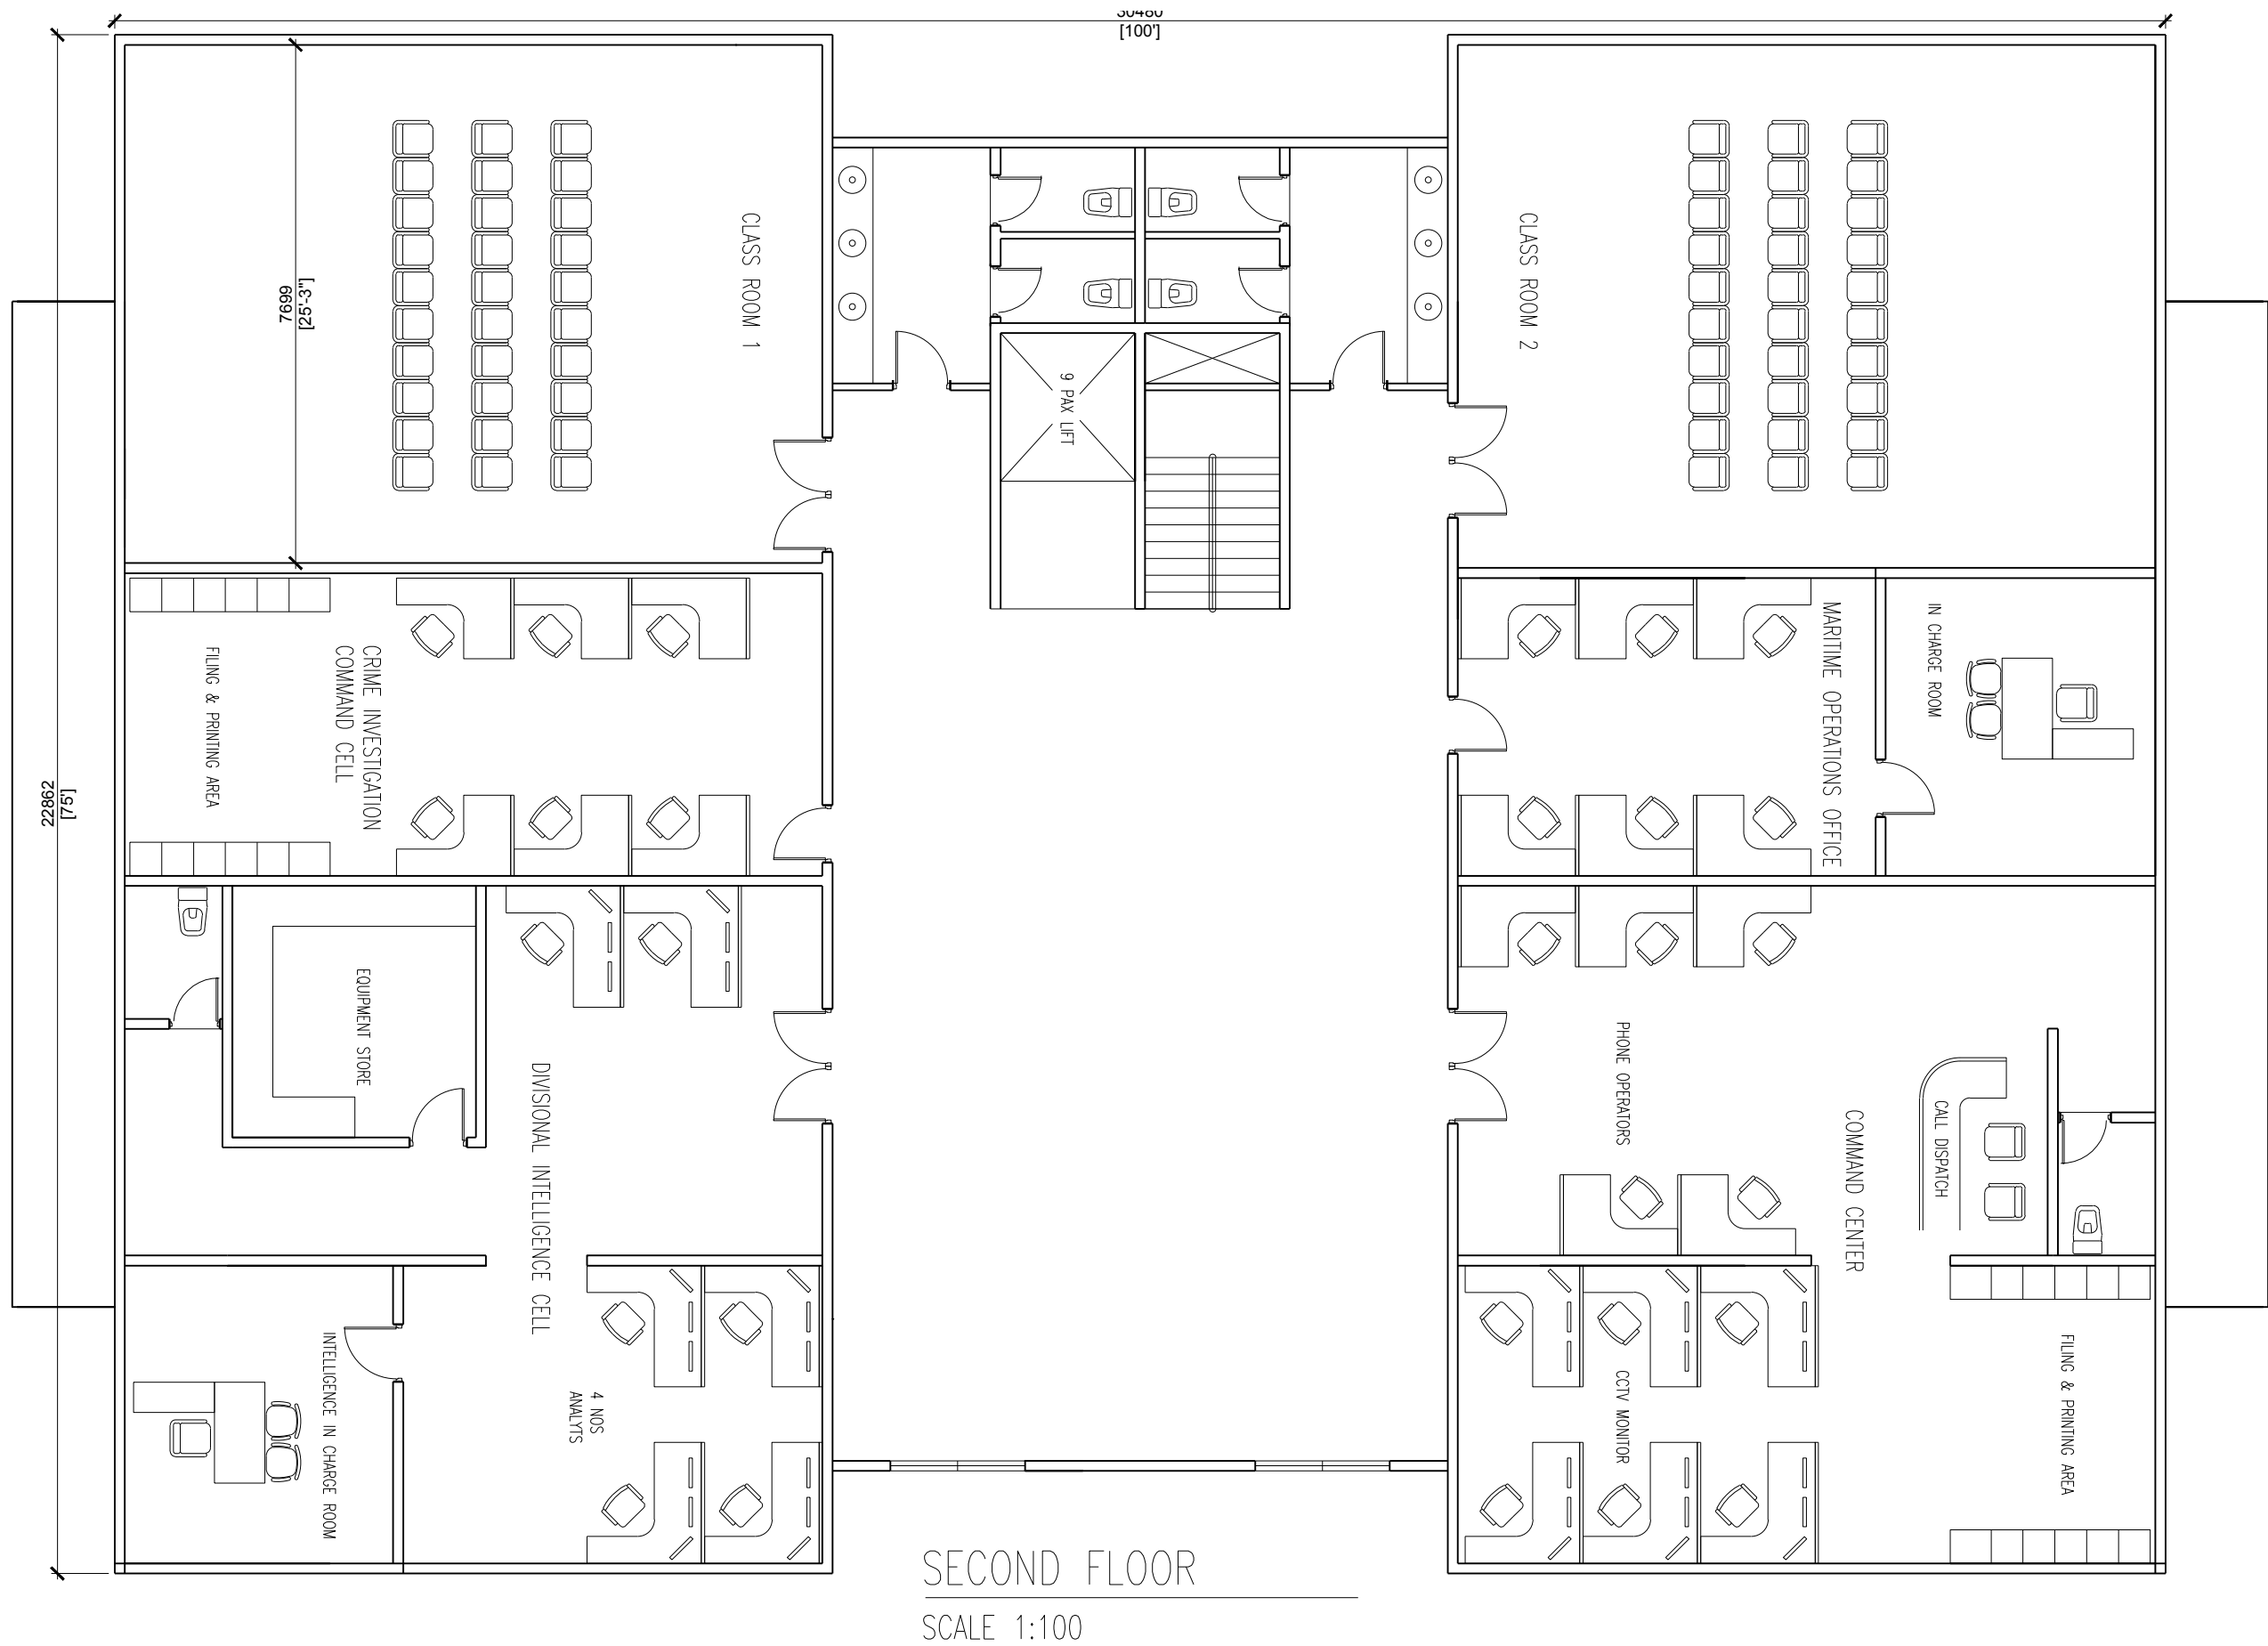 30480
[100']
7699
[25'-3"]
22862
[75']
CLASS ROOM 1
CLASS ROOM 2
9 PAX LIFT
FILING & PRINTING AREA
CRIME INVESTIGATION
COMMAND CELL
MARITIME OPERATIONS OFFICE
IN CHARGE ROOM
EQUIPMENT STORE
DIVISIONAL INTELLIGENCE CELL
PHONE OPERATORS
CALL DISPATCH
COMMAND CENTER
INTELLIGENCE IN CHARGE ROOM
4 NOS
ANALYTS
CCTV MONITOR
FILING & PRINTING AREA
SECOND FLOOR
SCALE 1:100